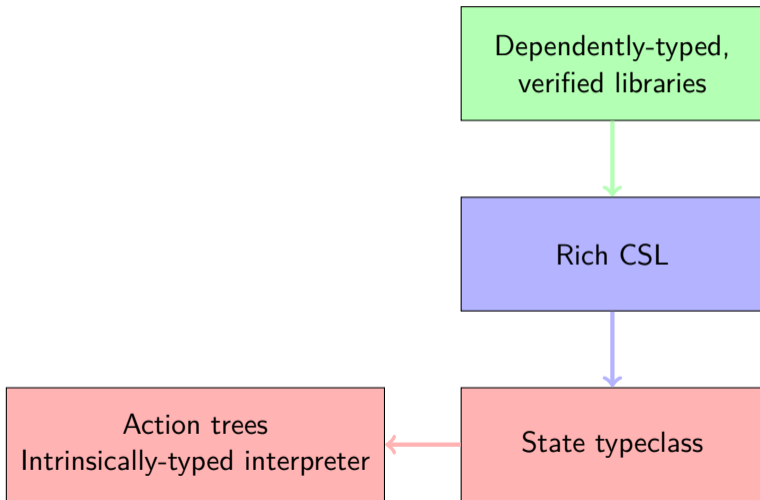 Dependently-typed,
verified libraries
Rich CSL
Action trees
Intrinsically-typed interpreter
State typeclass